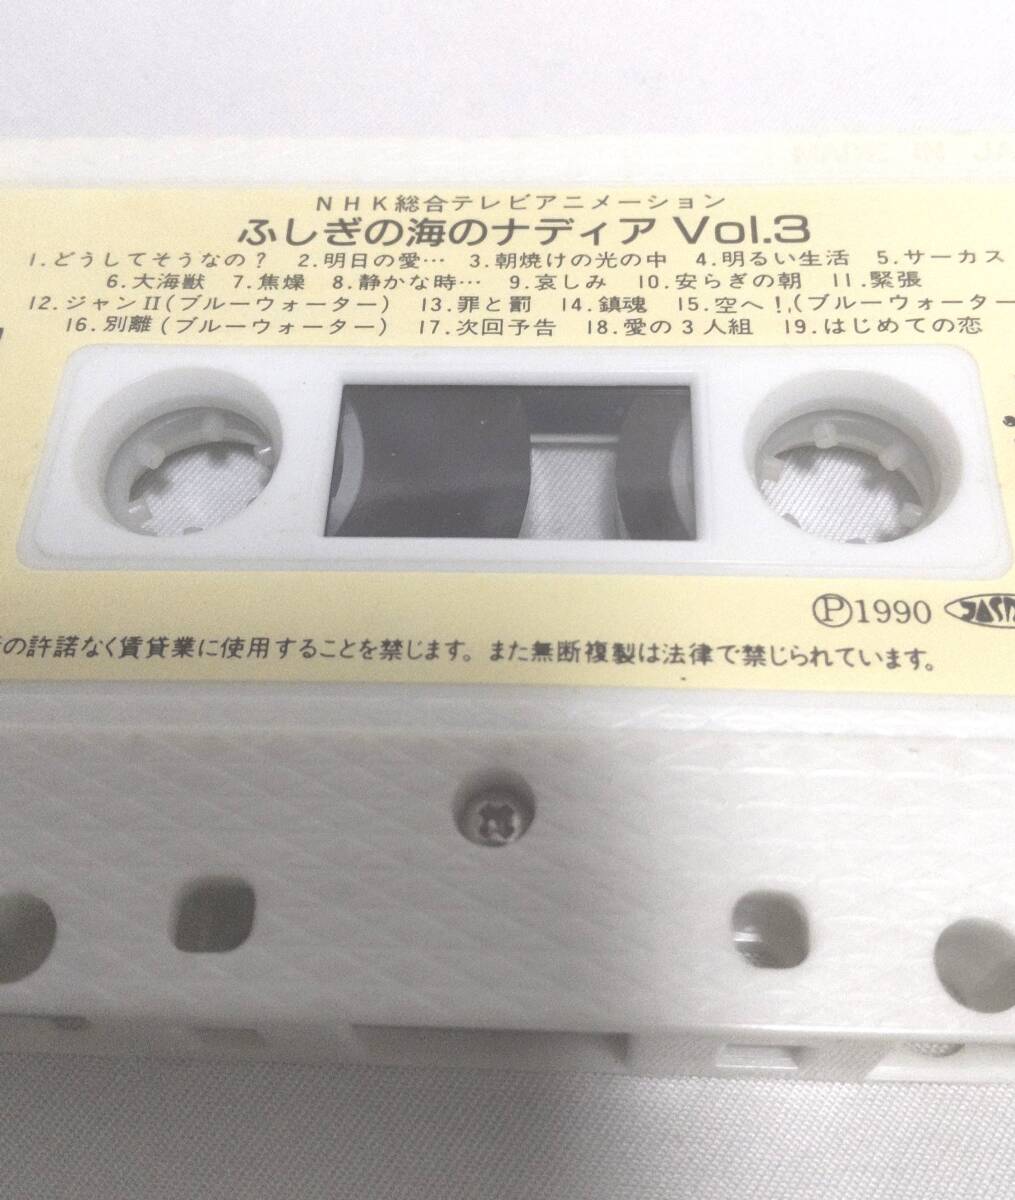 NHK総合テレビアニメーション
ふしぎの海のナディア Vol.3
1.どうしてそうなの? 2.明日の愛… 3.朝焼けの光の中 4.明るい生活 5.サーカス
6.大海獣 7.焦燥 8.静かな時… 9.哀しみ 10.安らぎの朝 11.緊張
12.ジャンII(ブルーウォーター) 13.罪と罰 14.鎮魂 15.空へ!,(ブルーウォーター
16.別離(ブルーウォーター) 17.次回予告 18.愛の3人組 19.はじめての恋
Ⓟ1990
の許諾なく賃貸業に使用することを禁じます。また無断複製は法律で禁じられています。